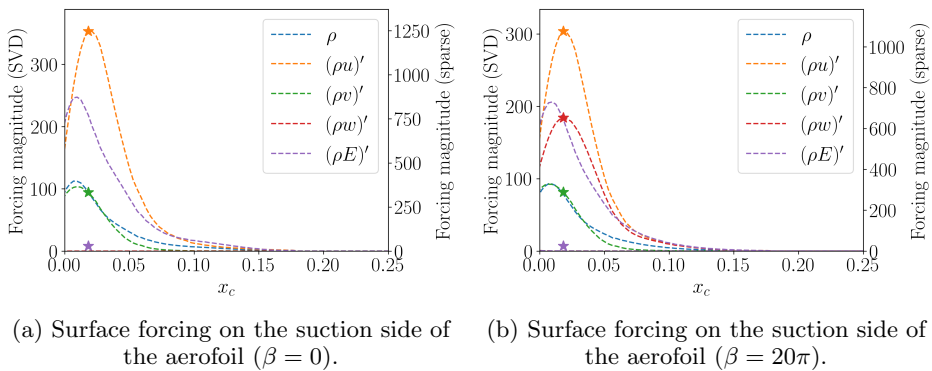 Forcing magnitude (SVD)
300
200
100
0
0.00
0.05
0.10
0.15
0.20
0.25
x_c
1250
1000
750
500
250
0
Forcing magnitude (sparse)
ρ
(ρu)′
(ρv)′
(ρw)′
(ρE)′
Forcing magnitude (SVD)
300
200
100
0
0.00
0.05
0.10
0.15
0.20
0.25
x_c
1000
800
600
400
200
0
Forcing magnitude (sparse)
ρ
(ρu)′
(ρv)′
(ρw)′
(ρE)′
(a) Surface forcing on the suction side of
the aerofoil (β = 0).
(b) Surface forcing on the suction side of
the aerofoil (β = 20π).